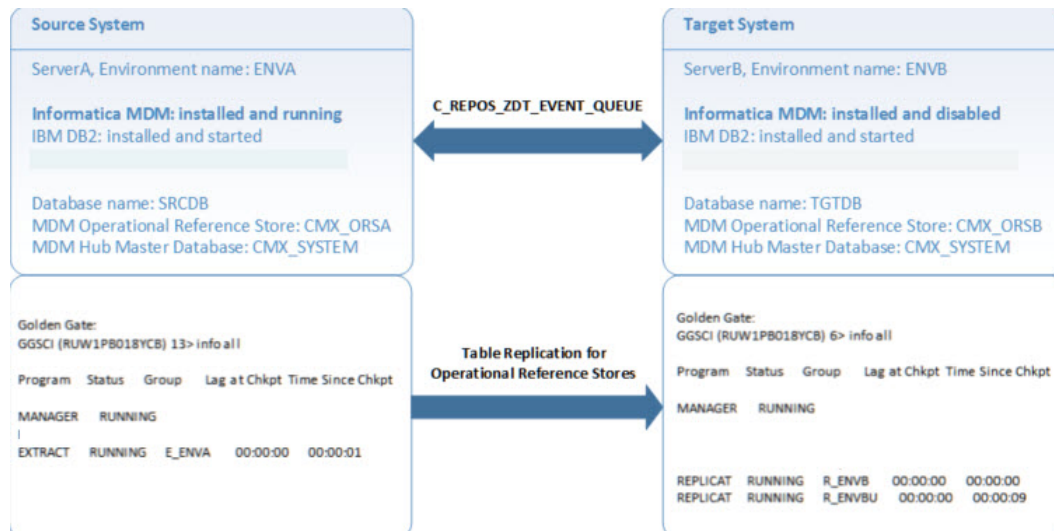 Source System
ServerA, Environment name: ENVA
Informatica MDM: installed and running
IBM DB2: installed and started
Database name: SRCDB
MDM Operational Reference Store: CMX_ORSA
MDM Hub Master Database: CMX_SYSTEM
Golden Gate:
GGSCI (RUW1PB018YCB) 13> info all
Program Status Group Lag at Chkpt Time Since Chkpt
MANAGER RUNNING
EXTRACT RUNNING E_ENVA 00:00:00 00:00:01
C_REPOS_ZDT_EVENT_QUEUE
Table Replication for
Operational Reference Stores
Target System
ServerB, Environment name: ENVB
Informatica MDM: installed and disabled
IBM DB2: installed and started
Database name: TGTDB
MDM Operational Reference Store: CMX_ORSB
MDM Hub Master Database: CMX_SYSTEM
Golden Gate:
GGSCI (RUW1PB018YCB) 6> info all
Program Status Group Lag at Chkpt Time Since Chkpt
MANAGER RUNNING
REPLICAT RUNNING R_ENVB 00:00:00 00:00:00
REPLICAT RUNNING R_ENVBU 00:00:00 00:00:09